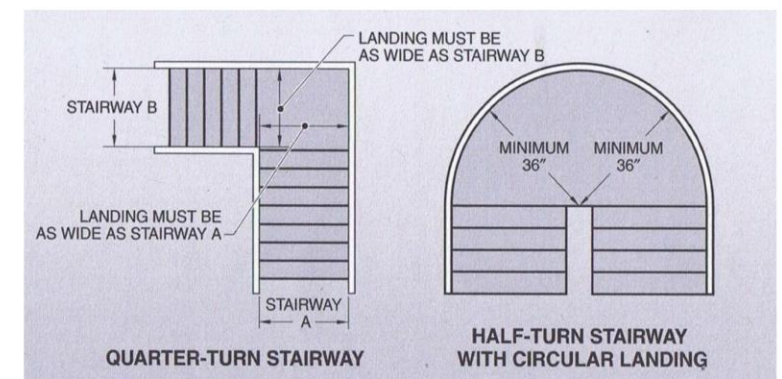 LANDING MUST BE
AS WIDE AS STAIRWAY B
STAIRWAY B
LANDING MUST BE
AS WIDE AS STAIRWAY A
STAIRWAY
A
QUARTER-TURN STAIRWAY
MINIMUM
36"
MINIMUM
36"
HALF-TURN STAIRWAY
WITH CIRCULAR LANDING